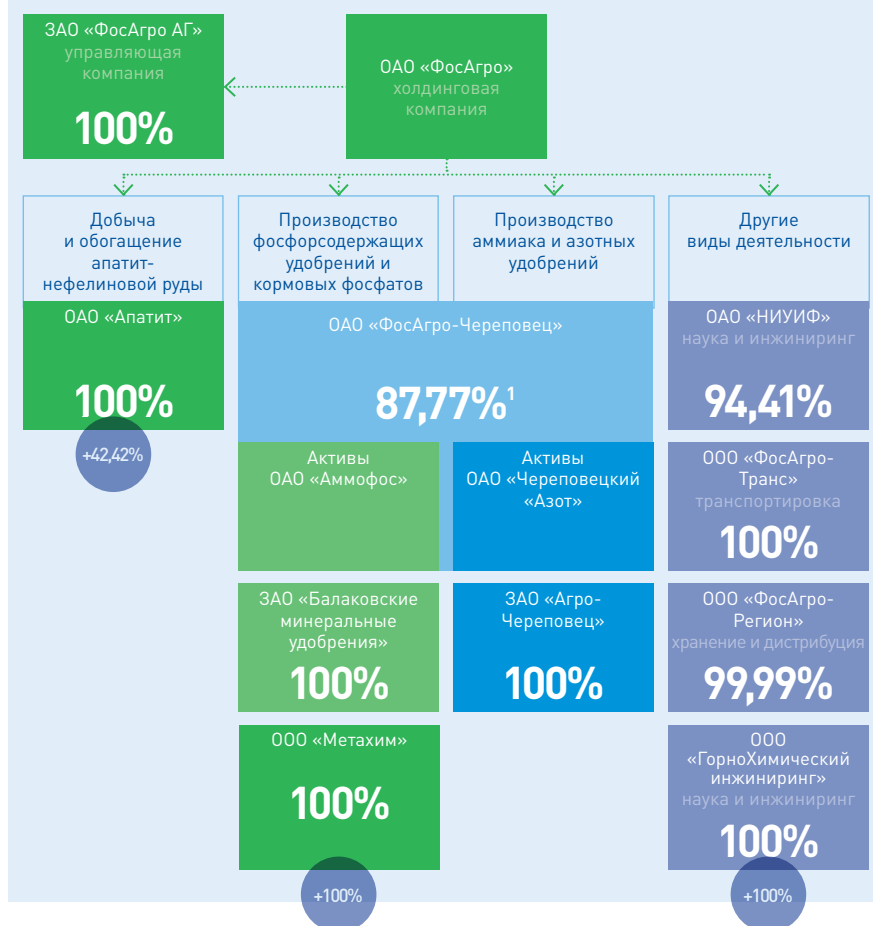 ЗАО «ФосАгро АГ»
управляющая
компания
100%
ОАО «ФосАгро»
холдинговая
компания
Добыча
и обогащение
апатит-
нефелиновой руды
Производство
фосфорсодержащих
удобрений и
кормовых фосфатов
Производство
аммиака и азотных
удобрений
Другие
виды деятельности
ОАО «Апатит»
100%
+42,42%
ОАО «ФосАгро-Череповец»
87,77%¹
ОАО «НИУИФ»
наука и инжиниринг
94,41%
Активы
ОАО «Аммофос»
Активы
ОАО «Череповецкий
«Азот»
ООО «ФосАгро-
Транс»
транспортировка
100%
ЗАО «Балаковские
минеральные
удобрения»
100%
ЗАО «Агро-
Череповец»
100%
ООО «ФосАгро-
Регион»
хранение и дистрибуция
99,99%
ООО «Метахим»
100%
+100%
ООО
«ГорноХимический
инжиниринг»
наука и инжиниринг
100%
+100%